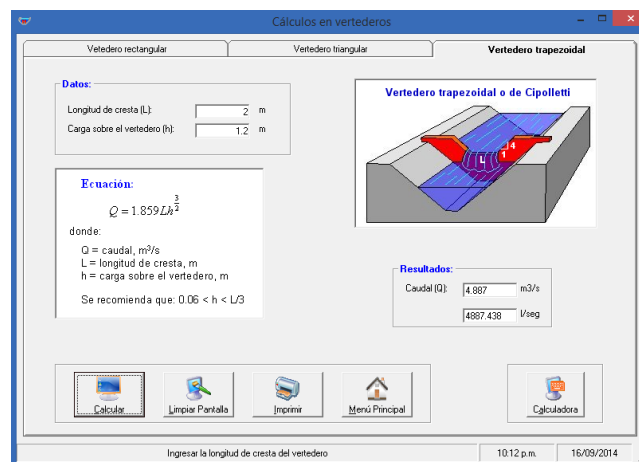 Cálculos en vertederos
Vetedero rectangular
Vertedero triangular
Vertedero trapezoidal
Datos:
Longitud de cresta (L): 2 m
Carga sobre el vertedero (h): 1.2 m
Vertedero trapezoidal o de Cipolletti
4
1
L
Ecuación:
Q = 1.859 Lh^(3/2)
donde:
Q = caudal, m³/s
L = longitud de cresta, m
h = carga sobre el vertedero, m
Se recomienda que: 0.06 < h < L/3
Resultados:
Caudal (Q): 4.887 m3/s
4887.438 l/seg
Calcular
Limpiar Pantalla
Imprimir
Menú Principal
Calculadora
Ingresar la longitud de cresta del vertedero
10:12 p.m.
16/09/2014